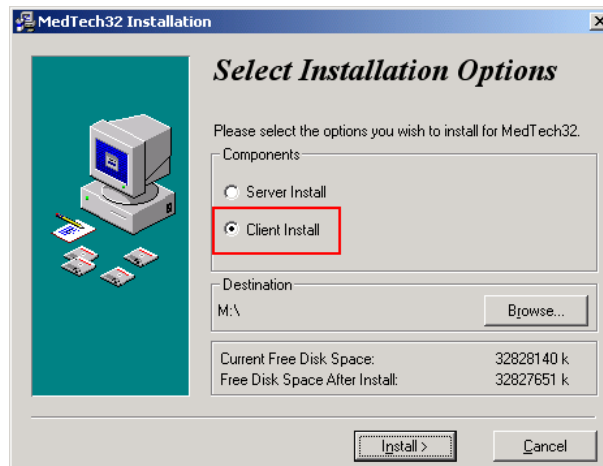 MedTech32 Installation
Select Installation Options
Please select the options you wish to install for MedTech32.
Components
Server Install
Client Install
Destination
M:\
Browse...
Current Free Disk Space: 32828140 k
Free Disk Space After Install: 32827651 k
Install >
Cancel